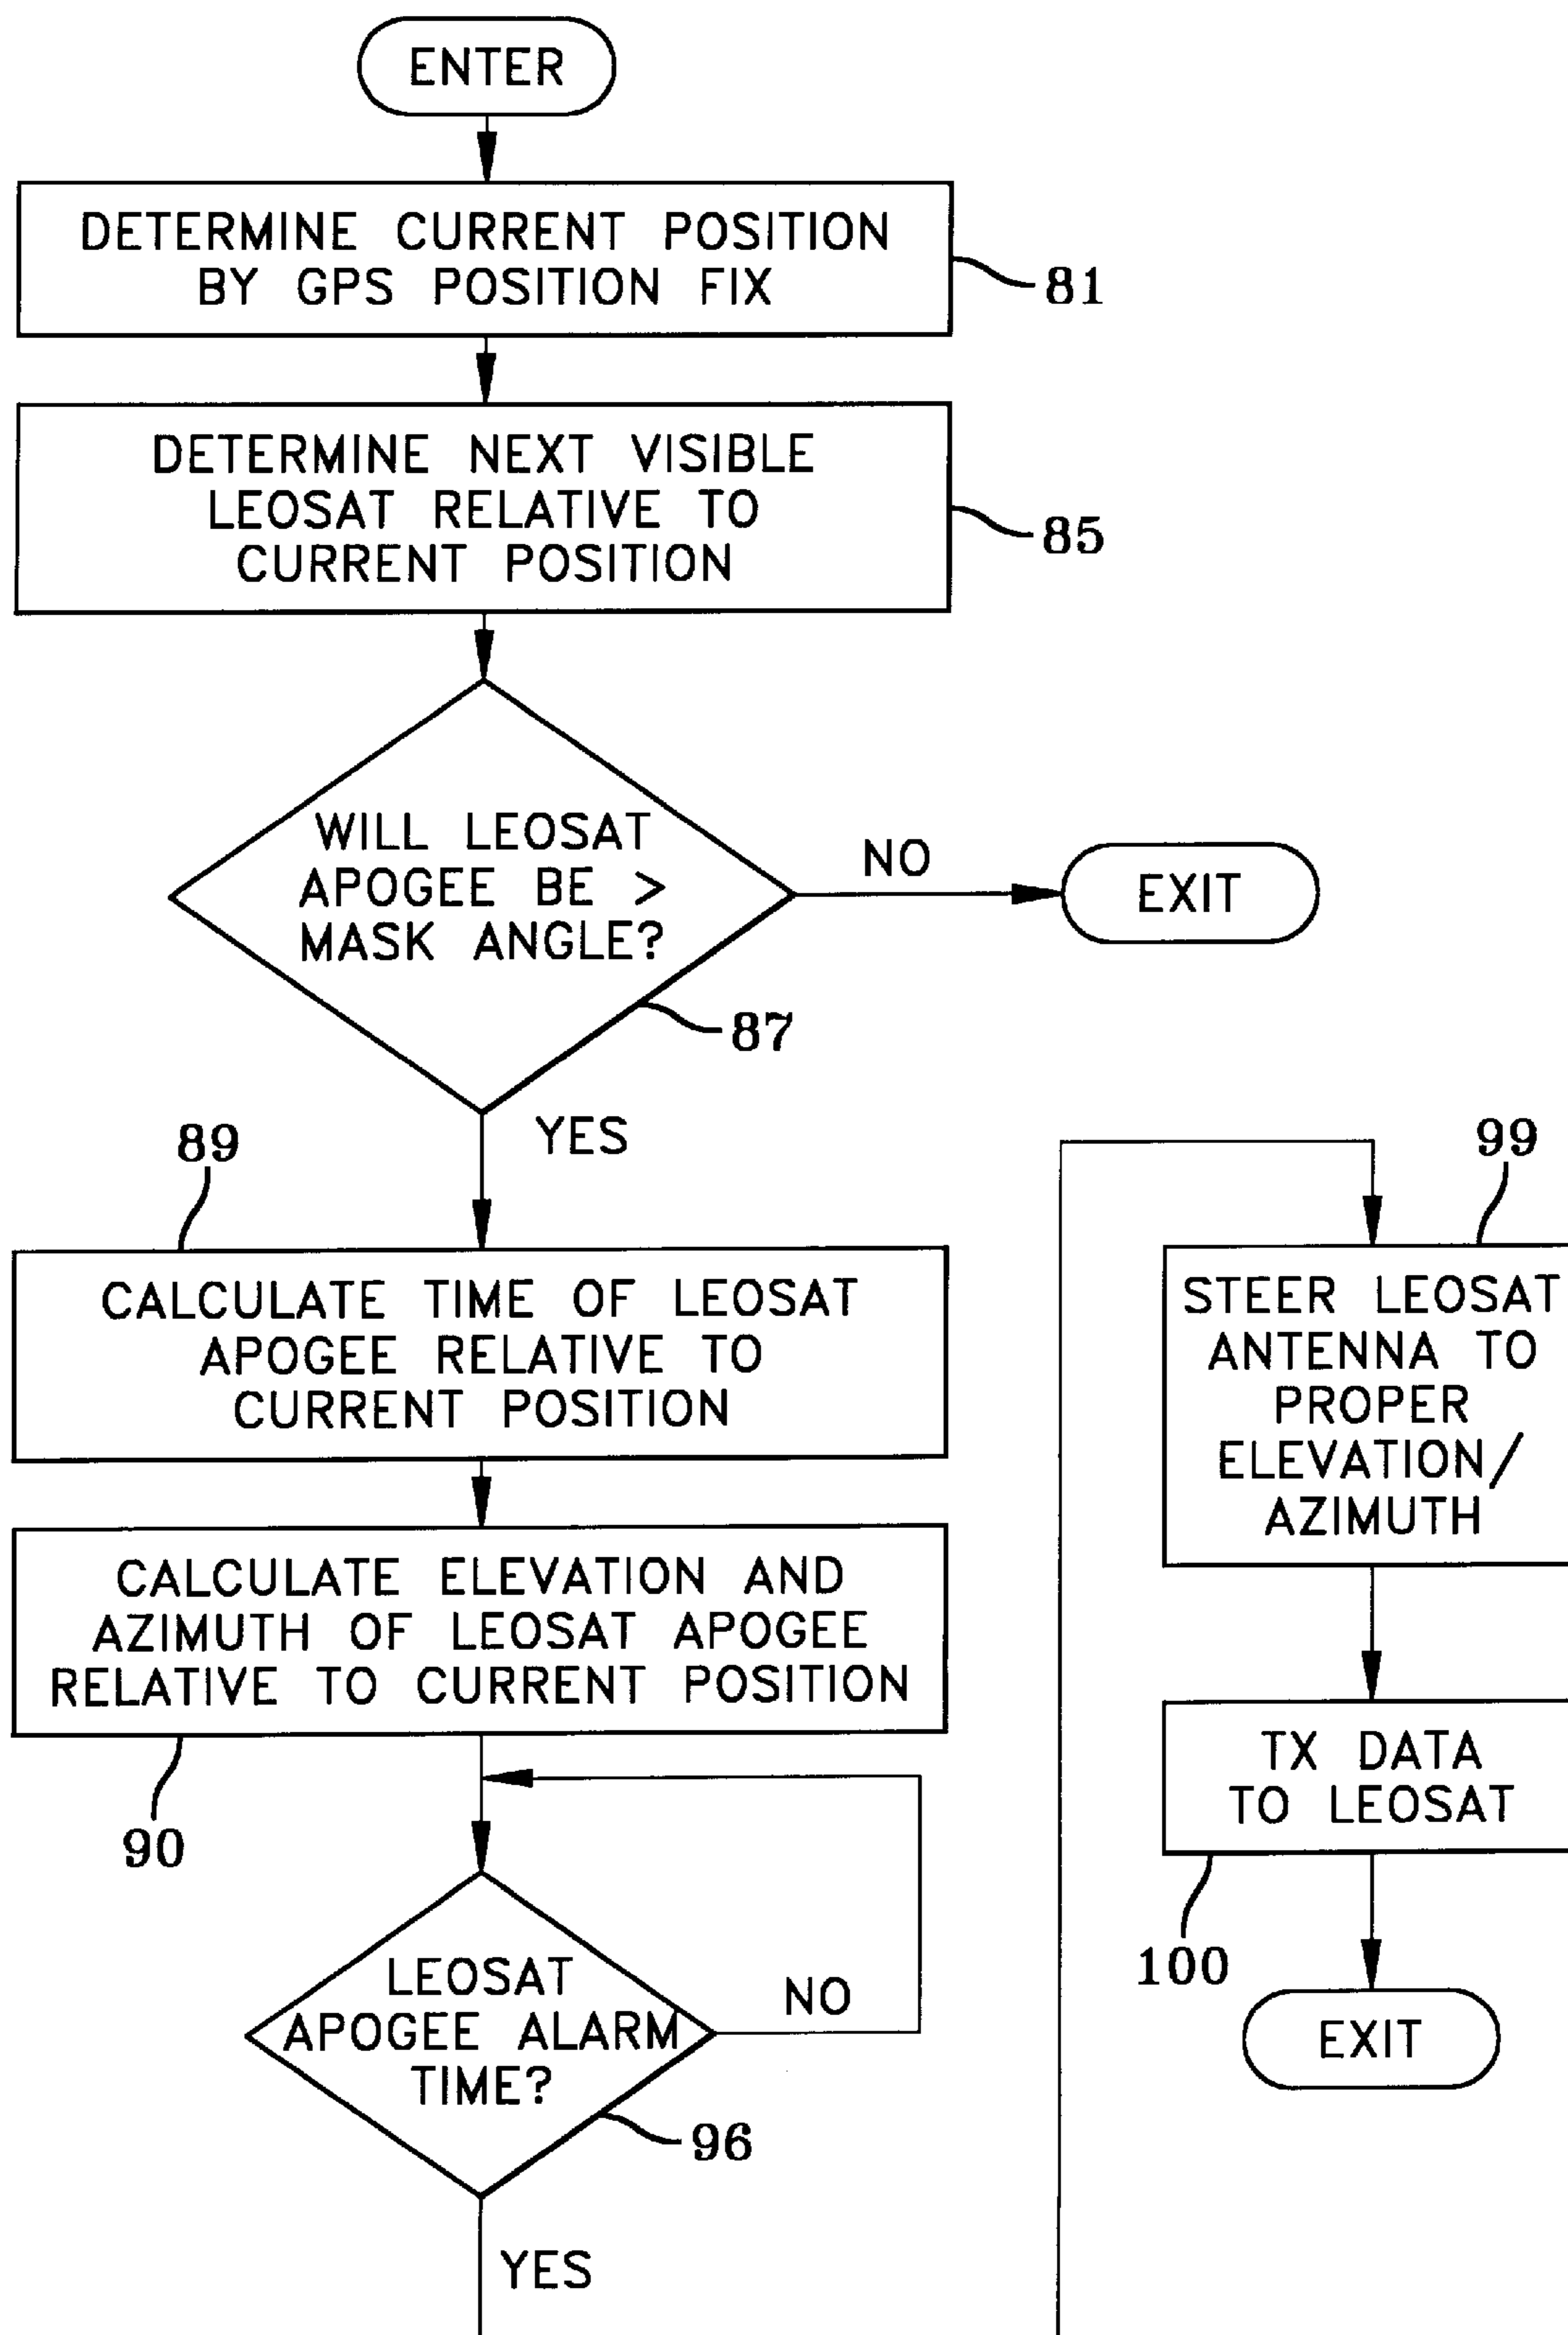 ENTER
DETERMINE CURRENT POSITION
BY GPS POSITION FIX
81
DETERMINE NEXT VISIBLE
LEOSAT RELATIVE TO
CURRENT POSITION
85
WILL LEOSAT
APOGEE BE >
MASK ANGLE?
87
NO
EXIT
YES
89
CALCULATE TIME OF LEOSAT
APOGEE RELATIVE TO
CURRENT POSITION
CALCULATE ELEVATION AND
AZIMUTH OF LEOSAT APOGEE
RELATIVE TO CURRENT POSITION
90
LEOSAT
APOGEE ALARM
TIME?
96
NO
YES
99
STEER LEOSAT
ANTENNA TO
PROPER
ELEVATION/
AZIMUTH
TX DATA
TO LEOSAT
100
EXIT